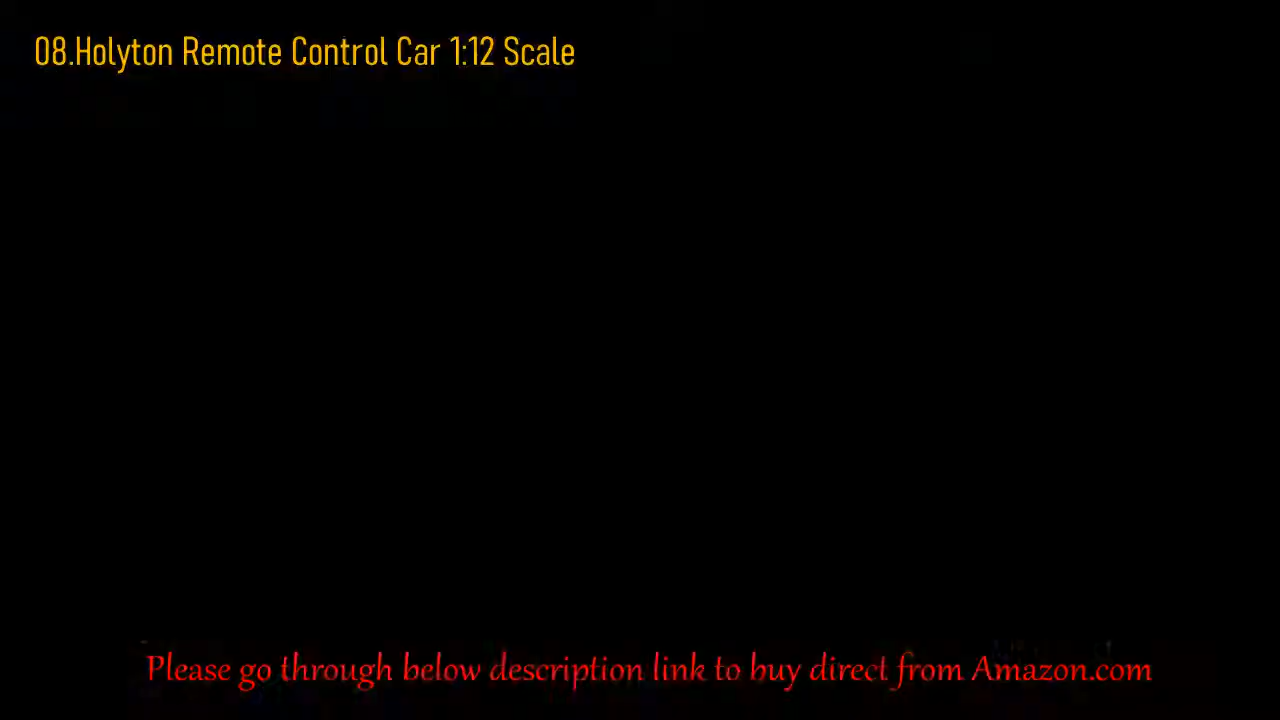 08.Holyton Remote Control Car 1:12 Scale
Please go through below description link to buy direct from Amazon.com